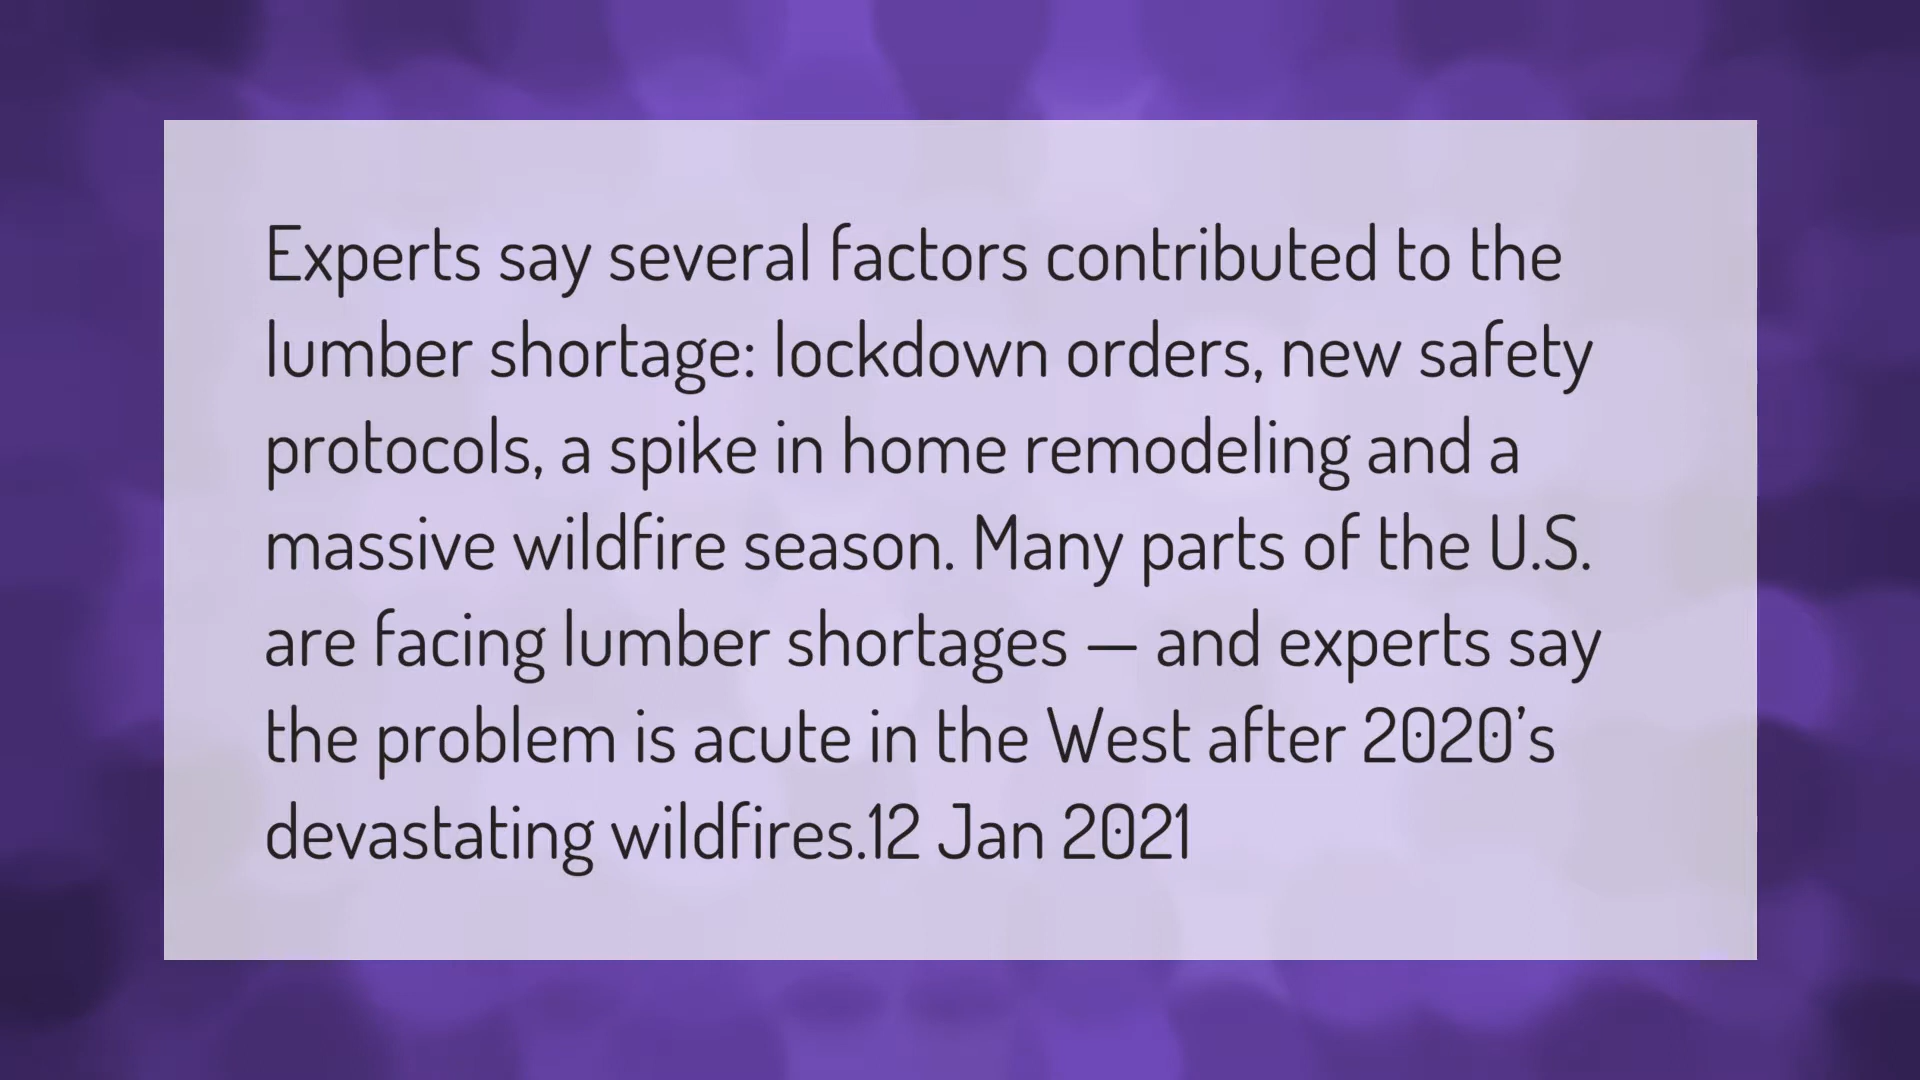 Experts say several factors contributed to the
lumber shortage: lockdown orders, new safety
protocols, a spike in home remodeling and a
massive wildfire season. Many parts of the U.S.
are facing lumber shortages — and experts say
the problem is acute in the West after 2020’s
devastating wildfires.12 Jan 2021